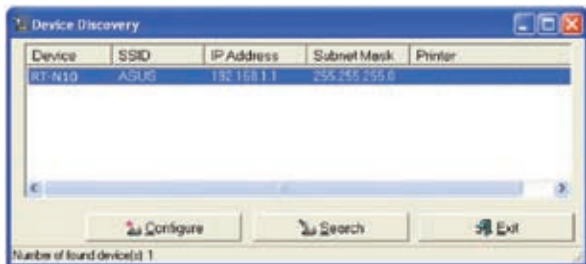 Device Discovery
Device SSID IP Address Subnet Mask Printer
RT-N10 ASUS 192.168.1.1 255.255.255.0
Configure Search Exit
Number of found device(s): 1